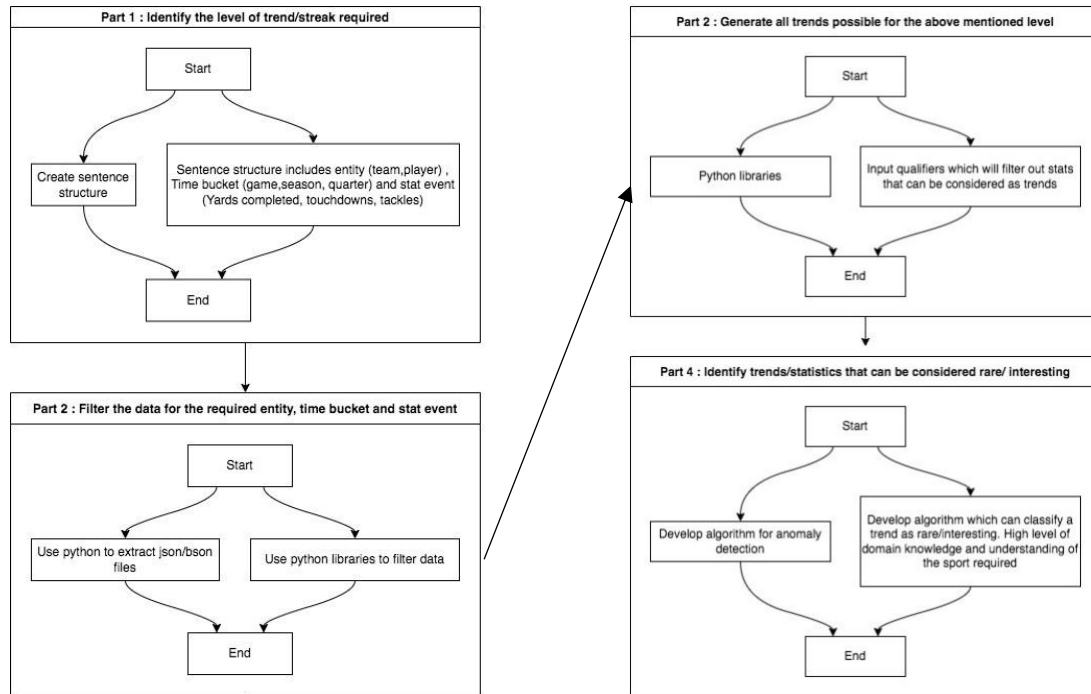 Part 1 : Identify the level of trend/streak required
Start
Create sentence
structure
Sentence structure includes entity (team,player) ,
Time bucket (game,season, quarter) and stat event
(Yards completed, touchdowns, tackles)
End
Part 2 : Filter the data for the required entity, time bucket and stat event
Start
Use python to extract json/bson
files
Use python libraries to filter data
End
Part 2 : Generate all trends possible for the above mentioned level
Start
Python libraries
Input qualifiers which will filter out stats
that can be considered as trends
End
Part 4 : Identify trends/statistics that can be considered rare/ interesting
Start
Develop algorithm for anomaly
detection
Develop algorithm which can classify a
trend as rare/interesting. High level of
domain knowledge and understanding of
the sport required
End